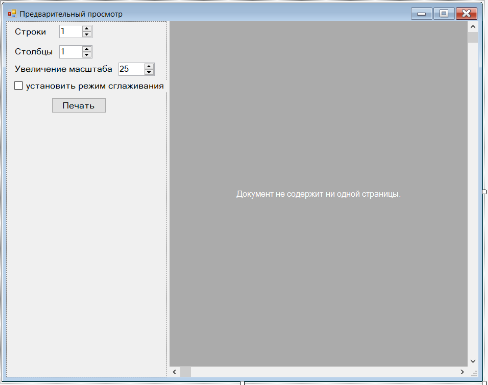 Предварительный просмотр
Строки 1
Столбцы 1
Увеличение масштаба 25
установить режим сглаживания
Печать
Документ не содержит ни одной страницы.